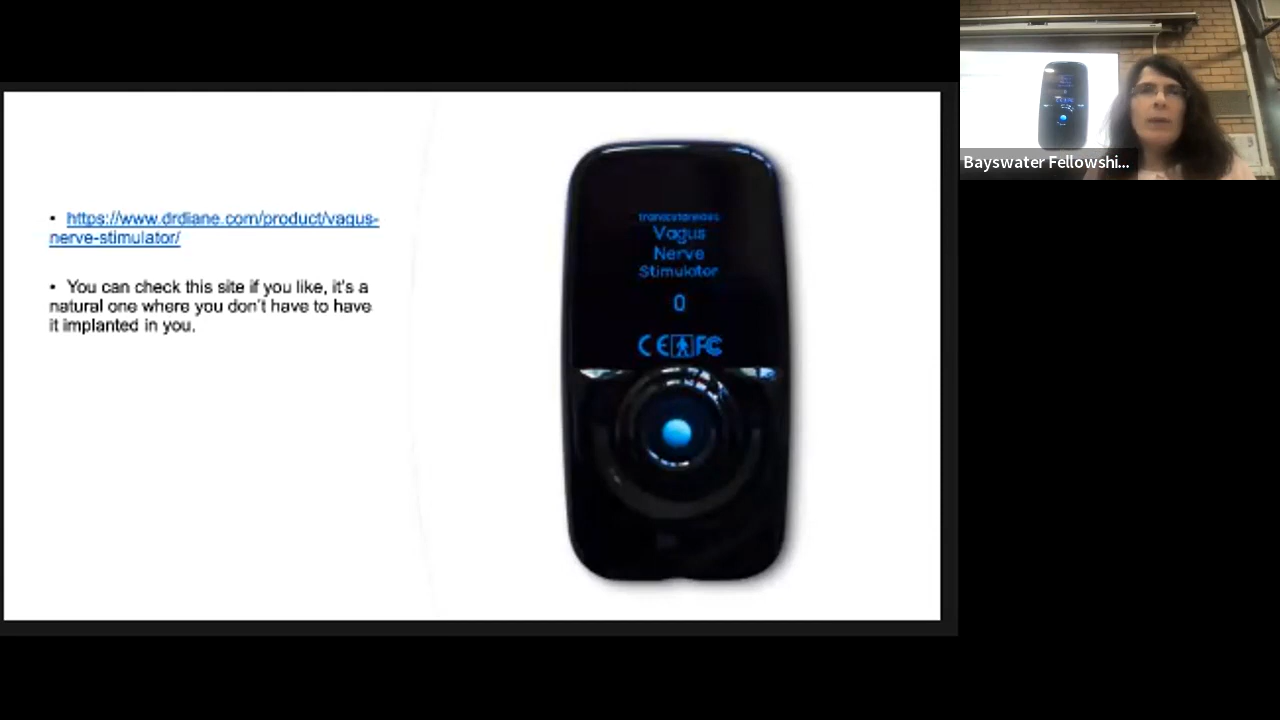 • https://www.drdiane.com/product/vagus-
nerve-stimulator/
• You can check this site if you like, it's a
natural one where you don't have to have
it implanted in you.
transcutaneous
Vagus
Nerve
Stimulator
0
CE FC
Bayswater Fellowshi...